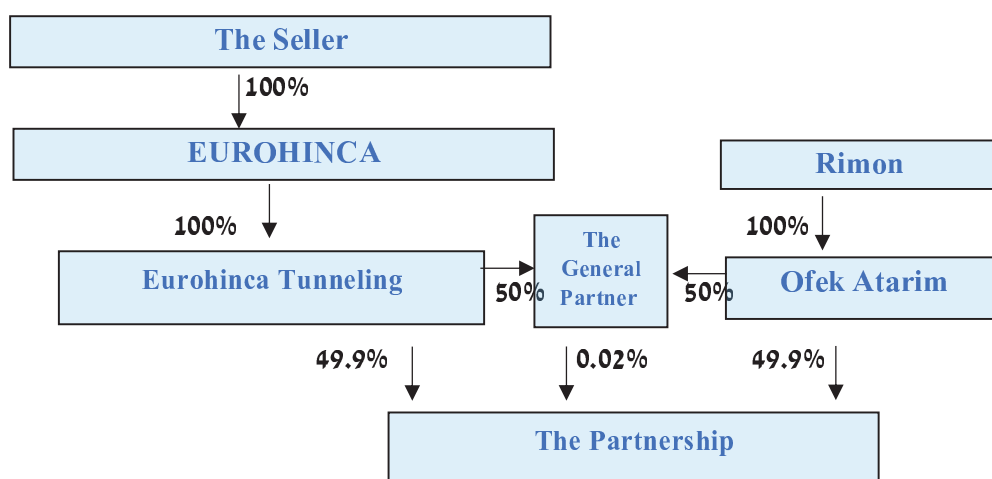 The Seller
100%
EUROHINCA
Rimon
100%
100%
The
General
Partner
Eurohinca Tunneling
Ofek Atarim
50%
50%
49.9%
0.02%
49.9%
The Partnership